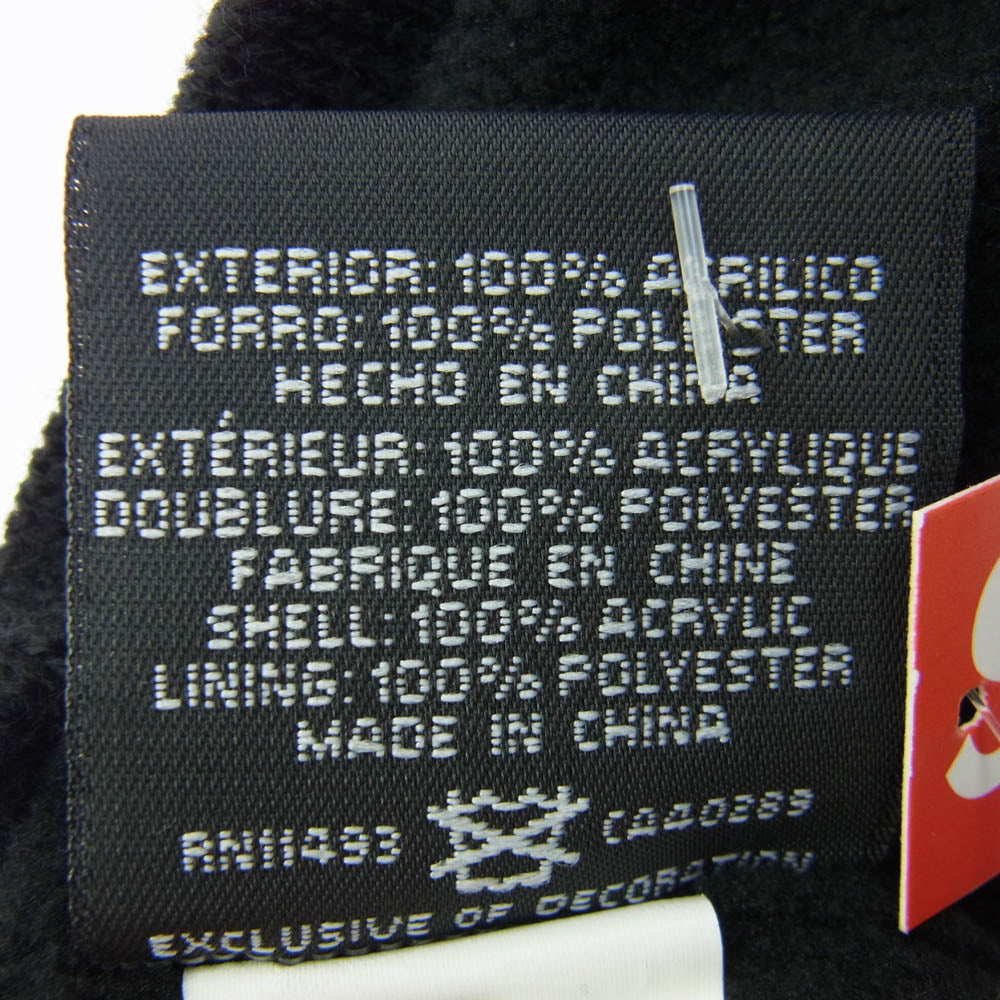 EXTERIOR: 100% ACRILICO
FORRO: 100% POLYESTER
HECHO EN CHINA
EXTÉRIEUR: 100% ACRYLIQUE
DOUBLURE: 100% POLYESTER
FABRIQUE EN CHINE
SHELL: 100% ACRYLIC
LINING: 100% POLYESTER
MADE IN CHINA
RN11493 CA40289
EXCLUSIVE OF DECORATION